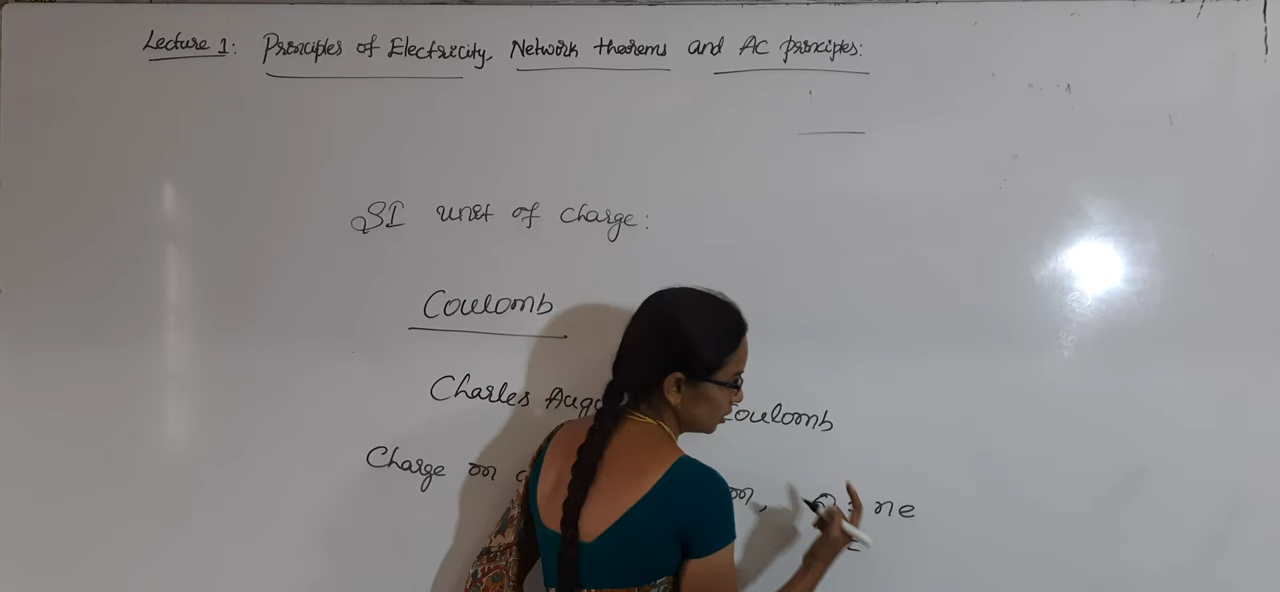 Lecture 1: Principles of Electricity, Network theorems and AC principles:
SI unit of charge:
Coulomb
Charles Coulomb
Charge on = ne